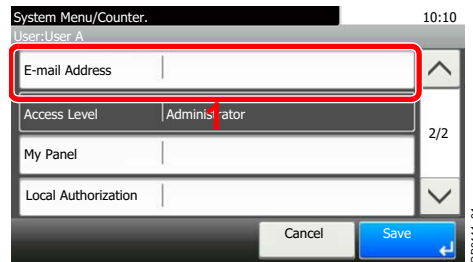 System Menu/Counter. 10:10
User:User A
E-mail Address
Access Level Administrator
1
2/2
My Panel
Local Authorization
Cancel Save